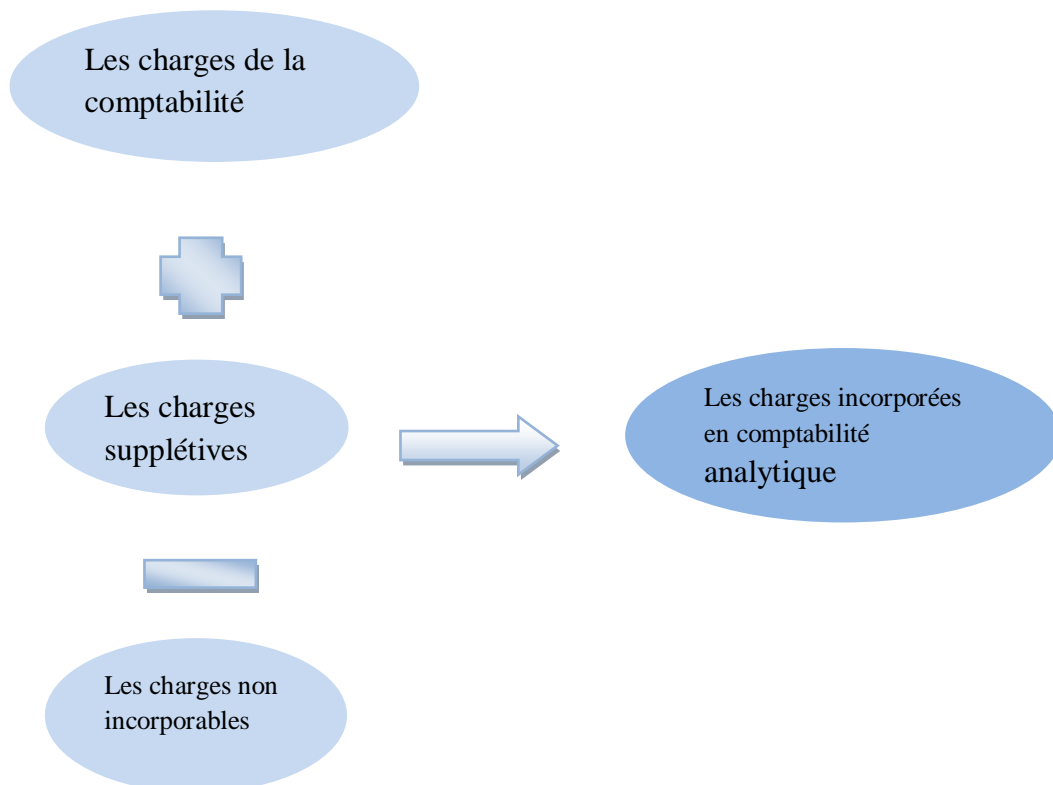 Les charges de la
comptabilité
Les charges
supplétives
Les charges incorporées
en comptabilité
analytique
Les charges non
incorporables